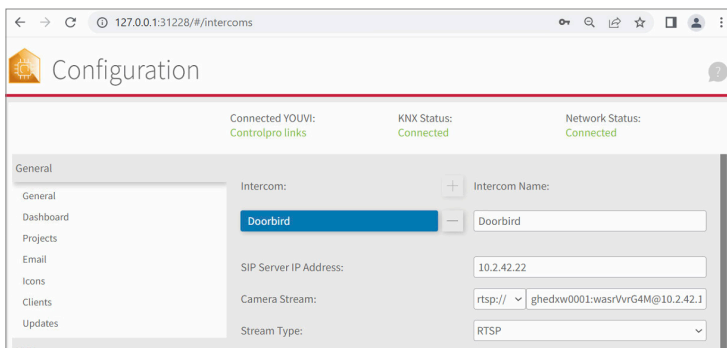 127.0.0.1:31228/#/intercoms
Configuration
?
Connected YOUVI: KNX Status: Network Status:
Controlpro links Connected Connected
General
General
Dashboard
Projects
Email
Icons
Clients
Updates
Intercom: + Intercom Name:
Doorbird — Doorbird
SIP Server IP Address: 10.2.42.22
Camera Stream: rtsp:// ghedxw0001:wasrVvrG4M@10.2.42.1
Stream Type: RTSP